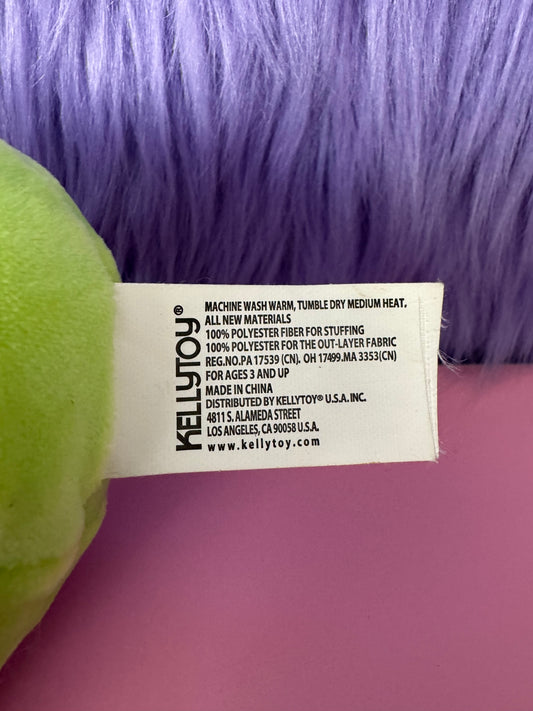 KELLYTOY®
MACHINE WASH WARM, TUMBLE DRY MEDIUM HEAT.
ALL NEW MATERIALS
100% POLYESTER FIBER FOR STUFFING
100% POLYESTER FOR THE OUT-LAYER FABRIC
REG.NO.PA 17539 (CN). OH 17499.MA 3353(CN)
FOR AGES 3 AND UP
MADE IN CHINA
DISTRIBUTED BY KELLYTOY® U.S.A. INC.
4811 S. ALAMEDA STREET
LOS ANGELES, CA 90058 U.S.A.
www.kellytoy.com